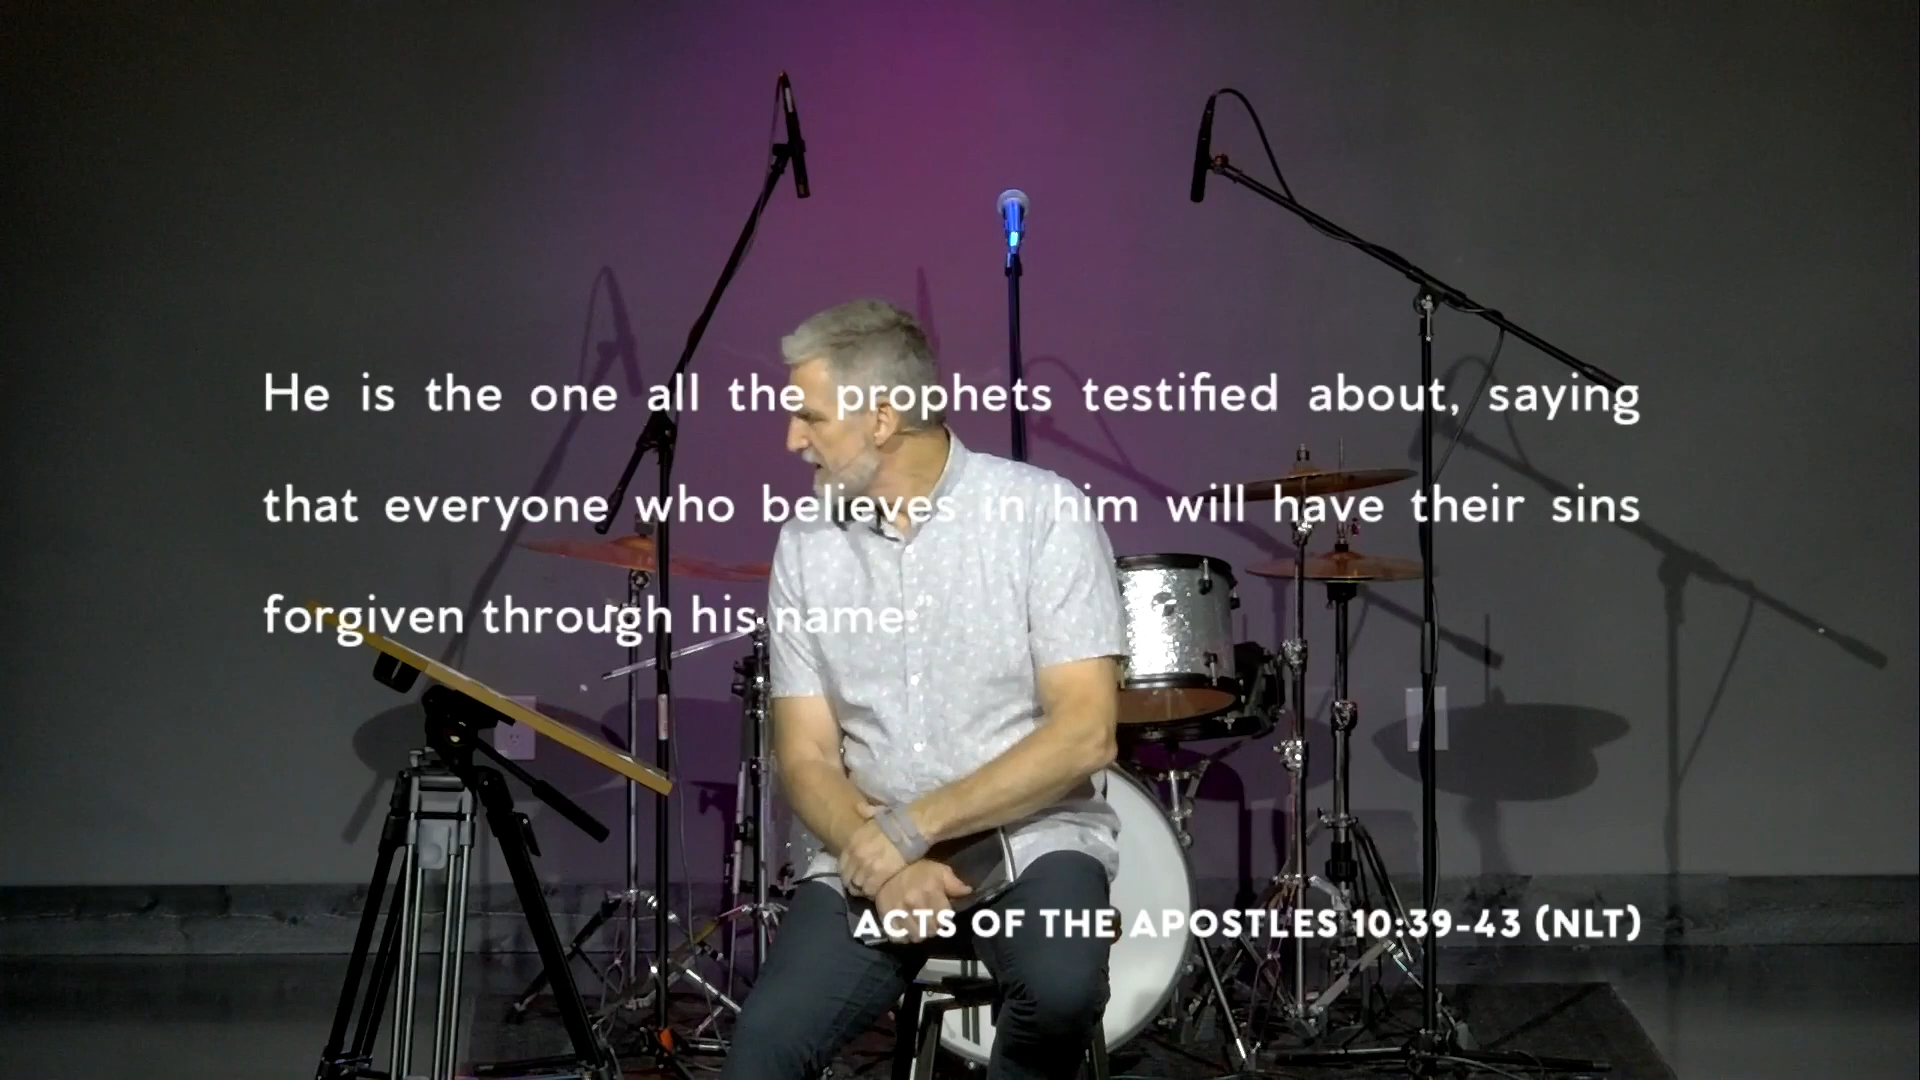 He is the one all the prophets testified about, saying
that everyone who believes in him will have their sins
forgiven through his name.”
ACTS OF THE APOSTLES 10:39-43 (NLT)